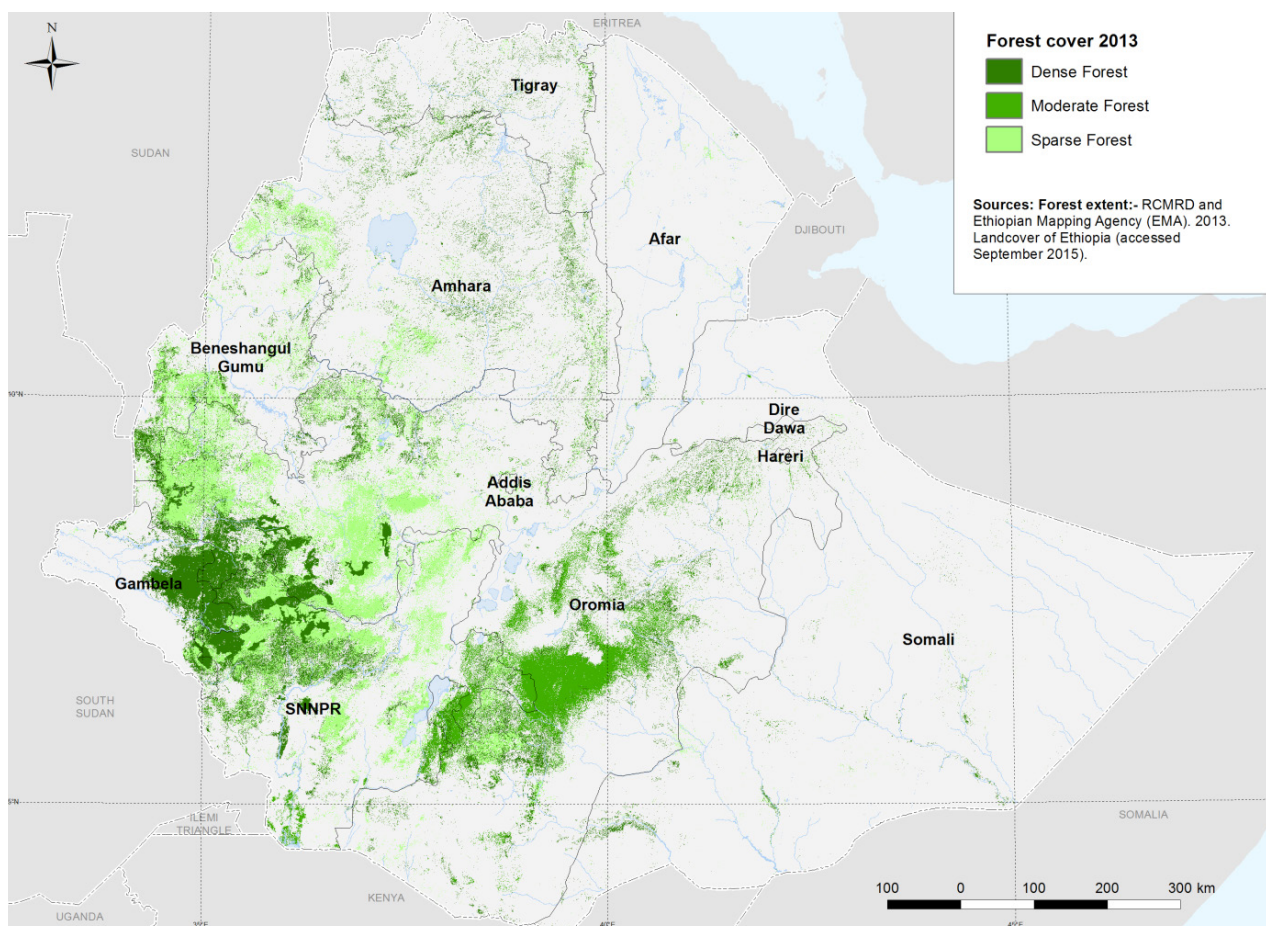 N
ERITREA
Forest cover 2013
Dense Forest
Moderate Forest
Sparse Forest
Sources: Forest extent:- RCMRD and
Ethiopian Mapping Agency (EMA). 2013.
Landcover of Ethiopia (accessed
September 2015).
Tigray
SUDAN
Afar
DJIBOUTI
Amhara
Beneshangul
Gumu
10°N
Dire
Dawa
Hareri
Addis
Ababa
Gambela
Oromia
Somali
SOUTH
SUDAN
SNNPR
5°N
ILEMI
TRIANGLE
SOMALIA
KENYA
100 0 100 200 300 km
UGANDA